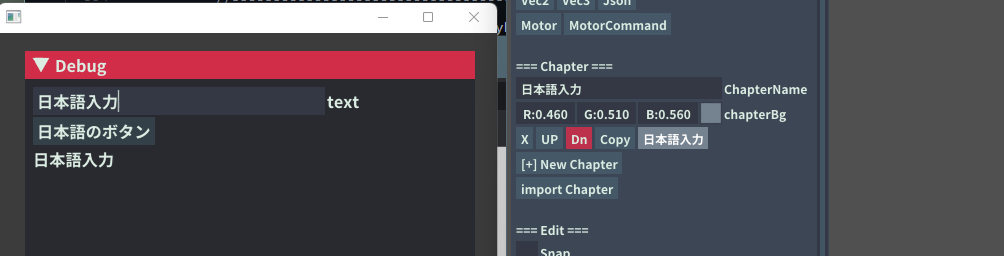 ▼ Debug
日本語入力 text
日本語のボタン
日本語入力
Vec2 Vec3 Json
Motor MotorCommand
=== Chapter ===
日本語入力 ChapterName
R:0.460 G:0.510 B:0.560 chapterBg
X UP Dn Copy 日本語入力
[+] New Chapter
import Chapter
=== Edit ===
Snap